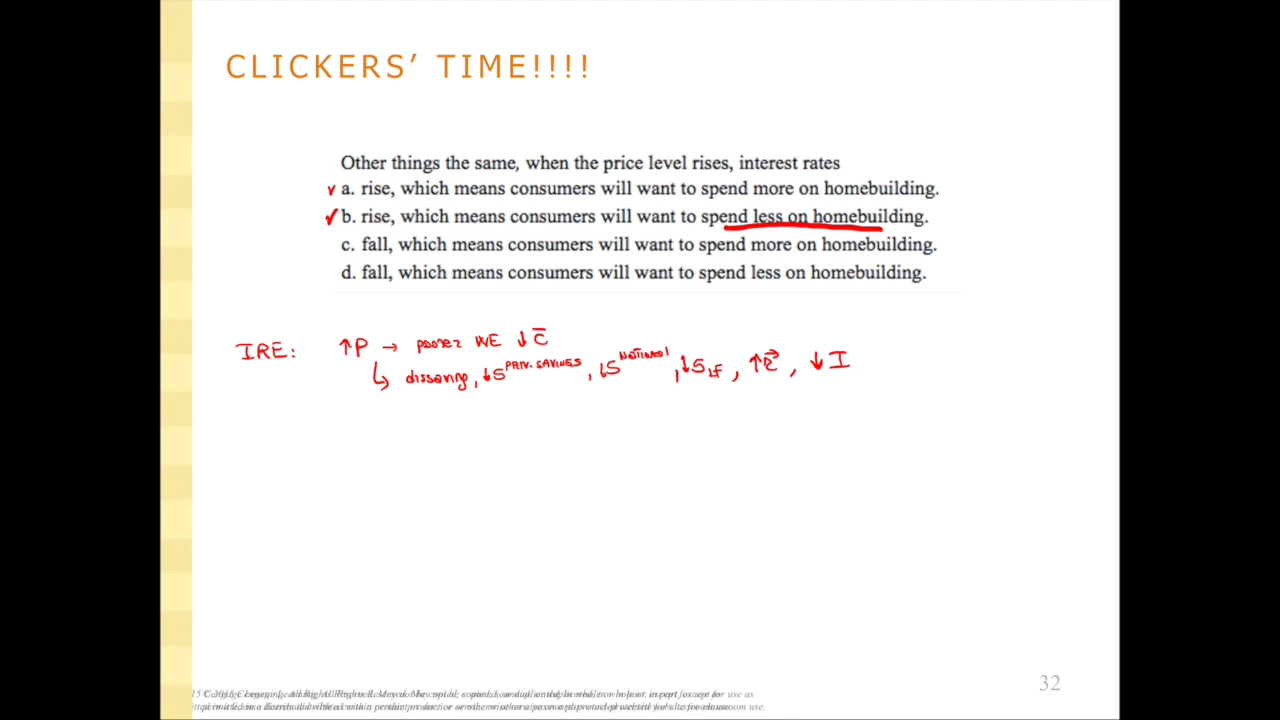 CLICKERS' TIME!!!!
Other things the same, when the price level rises, interest rates
v a. rise, which means consumers will want to spend more on homebuilding.
✓ b. rise, which means consumers will want to spend less on homebuilding.
c. fall, which means consumers will want to spend more on homebuilding.
d. fall, which means consumers will want to spend less on homebuilding.
IRE: ↑P → poorer WE ↓C̅
↳ dissaving, ↓S PRIV. SAVINGS, ↓S National, ↓S LF, ↑r, ↓I
32